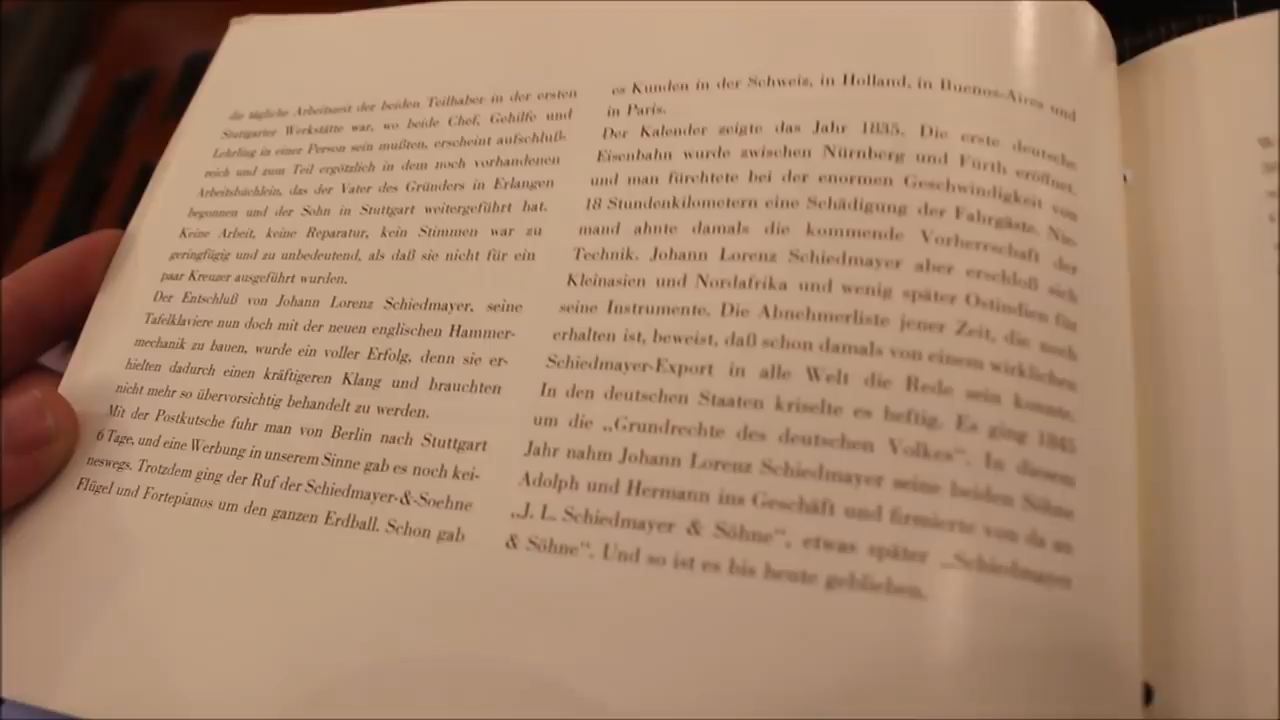 die tägliche Arbeitszeit der beiden Teilhaber in der ersten
Stuttgarter Werkstätte war, wo beide Chef, Gehilfe und
Lehrling in einer Person sein mußten, erscheint aufschluß-
reich und zum Teil ergötzlich in dem noch vorhandenen
Arbeitsbüchlein, das der Vater des Gründers in Erlangen
begonnen und der Sohn in Stuttgart weitergeführt hat.
Keine Arbeit, keine Reparatur, kein Stimmen war zu
geringfügig und zu unbedeutend, als daß sie nicht für ein
paar Kreuzer ausgeführt wurden.
Der Entschluß von Johann Lorenz Schiedmayer, seine
Tafelklaviere nun doch mit der neuen englischen Hammer-
mechanik zu bauen, wurde ein voller Erfolg, denn sie er-
hielten dadurch einen kräftigeren Klang und brauchten
nicht mehr so übervorsichtig behandelt zu werden.
Mit der Postkutsche fuhr man von Berlin nach Stuttgart
6 Tage, und eine Werbung in unserem Sinne gab es noch kei-
neswegs. Trotzdem ging der Ruf der Schiedmayer-&-Soehne
Flügel und Fortepianos um den ganzen Erdball. Schon gab
es Kunden in der Schweiz, in Holland, in Buenos-Aires und
in Paris.
Der Kalender zeigte das Jahr 1835. Die erste deutsche
Eisenbahn wurde zwischen Nürnberg und Fürth eröffnet,
und man fürchtete bei der enormen Geschwindigkeit von
18 Stundenkilometern eine Schädigung der Fahrgäste. Nie-
mand ahnte damals die kommende Vorherrschaft der
Technik. Johann Lorenz Schiedmayer aber erschloß sich
Kleinasien und Nordafrika und wenig später Ostindien für
seine Instrumente. Die Abnehmerliste jener Zeit, die noch
erhalten ist, beweist, daß schon damals von einem wirklichen
Schiedmayer-Export in alle Welt die Rede sein konnte.
In den deutschen Staaten kriselte es heftig. Es ging 1845
um die „Grundrechte des deutschen Volkes“. In diesem
Jahr nahm Johann Lorenz Schiedmayer seine beiden Söhne
Adolph und Hermann ins Geschäft und firmierte von da an
„J. L. Schiedmayer & Söhne“, etwas später „Schiedmayer
& Söhne“. Und so ist es bis heute geblieben.